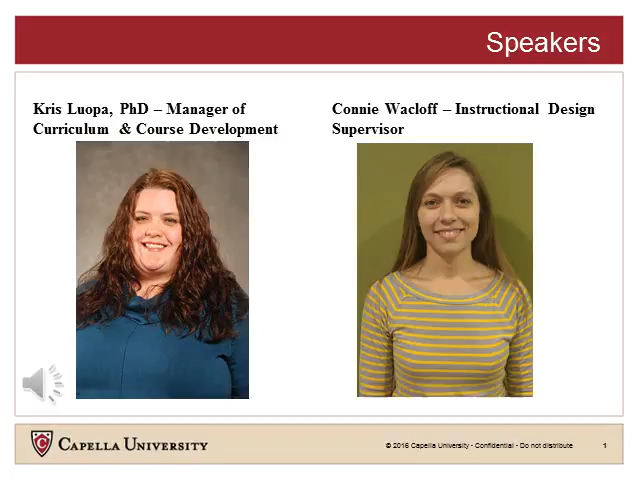 Speakers
Kris Luopa, PhD – Manager of
Curriculum & Course Development
Connie Wacloff – Instructional Design
Supervisor
CAPELLA UNIVERSITY
© 2016 Capella University - Confidential - Do not distribute
1